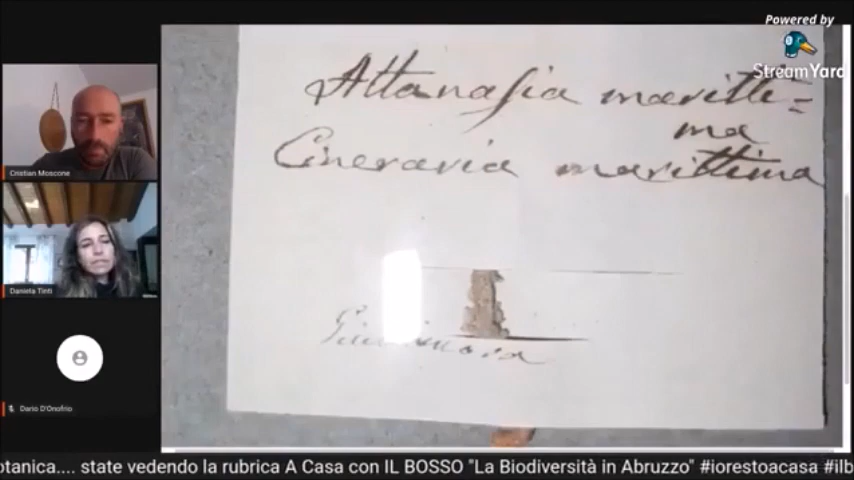 Powered by
StreamYard
Attanasia maritti=
ma
Cineraria marittima
Cristian Moscone
Daniela Tinti
Dario D'Onofrio
otanica.... state vedendo la rubrica A Casa con IL BOSSO "La Biodiversità in Abruzzo" #iorestoacasa #ilb